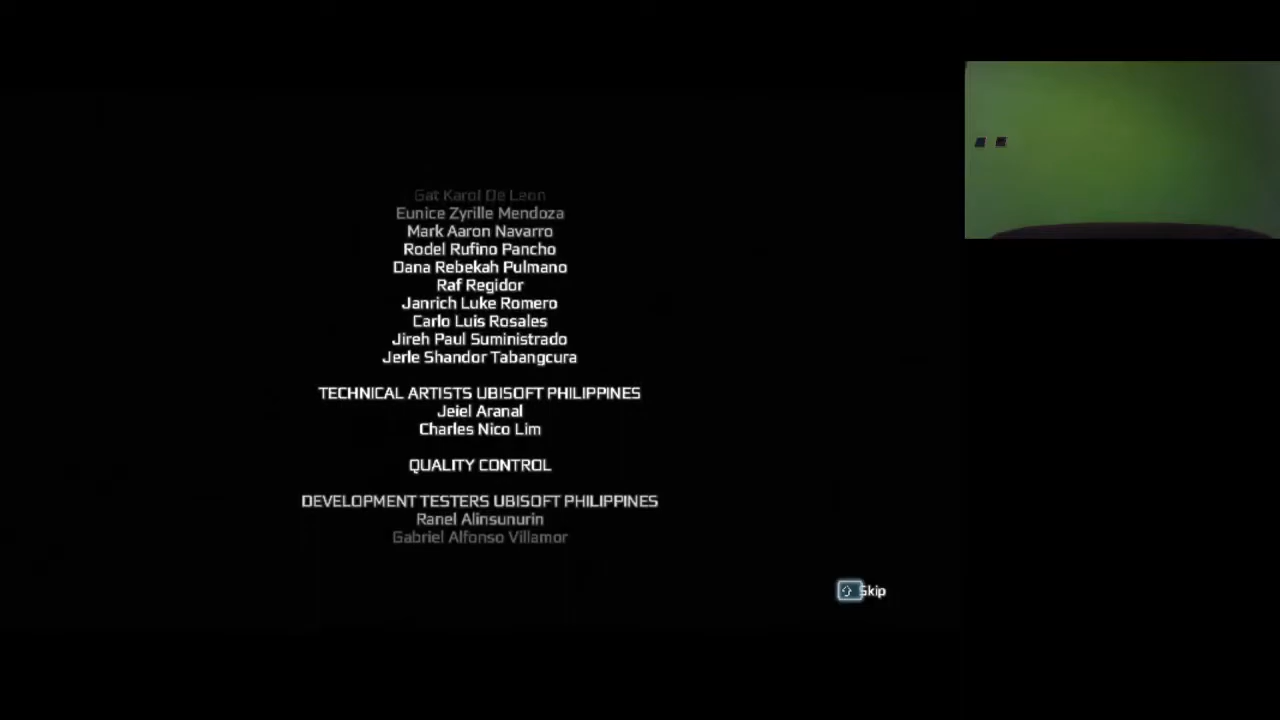 Gat Karol De Leon
Eunice Zyrille Mendoza
Mark Aaron Navarro
Rodel Rufino Pancho
Dana Rebekah Pulmano
Raf Regidor
Janrich Luke Romero
Carlo Luis Rosales
Jireh Paul Suministrado
Jerle Shandor Tabangcura
TECHNICAL ARTISTS UBISOFT PHILIPPINES
Jeiel Aranal
Charles Nico Lim
QUALITY CONTROL
DEVELOPMENT TESTERS UBISOFT PHILIPPINES
Ranel Alinsunurin
Gabriel Alfonso Villamor
Skip